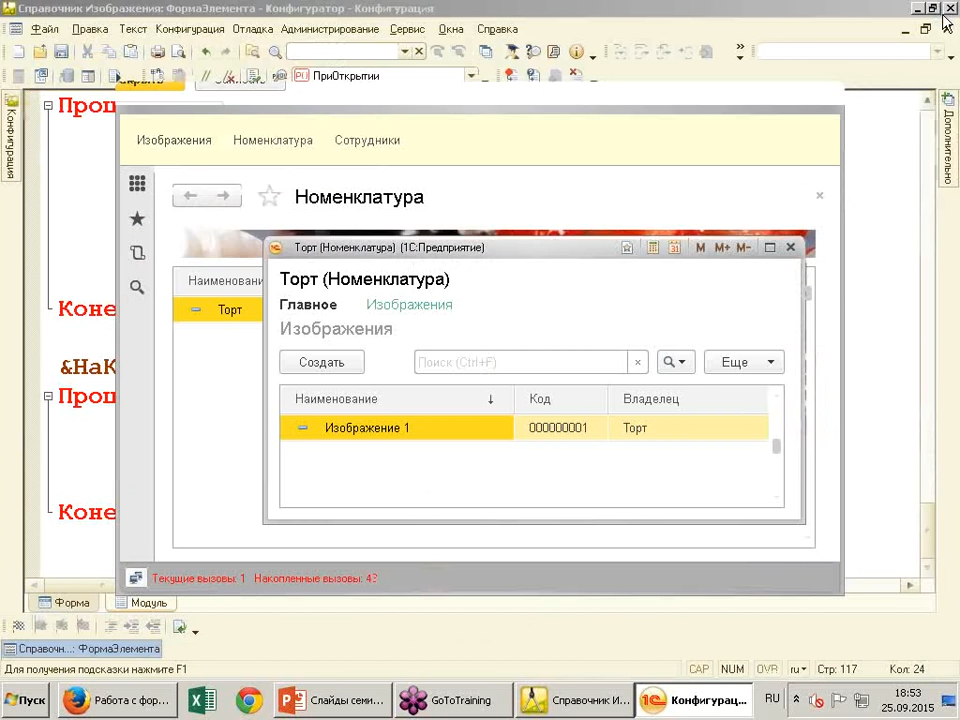 Справочник Изображения: ФормаЭлемента - Конфигуратор - Конфигурация
Файл Правка Текст Конфигурация Отладка Администрирование Сервис Окна Справка
ПриОткрытии
Конфигурация
Дополнительно
Проц
Коне
&НаК
Проц
Коне
Изображения Номенклатура Сотрудники
Номенклатура
Наименовани
Торт
Торт (Номенклатура) (1С:Предприятие)
M M+ M-
Торт (Номенклатура)
Главное Изображения
Изображения
Создать Поиск (Ctrl+F) × Еще
Наименование ↓ Код Владелец
Изображение 1 000000001 Торт
Текущие вызовы: 1 Накопленные вызовы: 43
Форма Модуль
Справочн...: ФормаЭлемента
Для получения подсказки нажмите F1 CAP NUM OVR ru Стр: 117 Кол: 24
Пуск Работа с фор... Слайды семи... GoToTraining Справочник И... Конфигурац... RU 18:53
25.09.2015